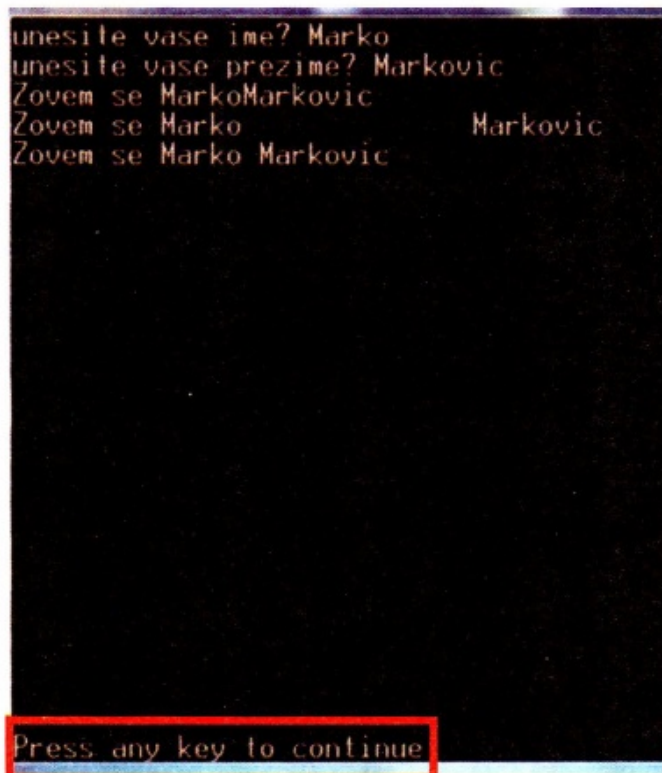 unesite vase ime? Marko
unesite vase prezime? Markovic
Zovem se MarkoMarkovic
Zovem se Marko Markovic
Zovem se Marko Markovic
Press any key to continue